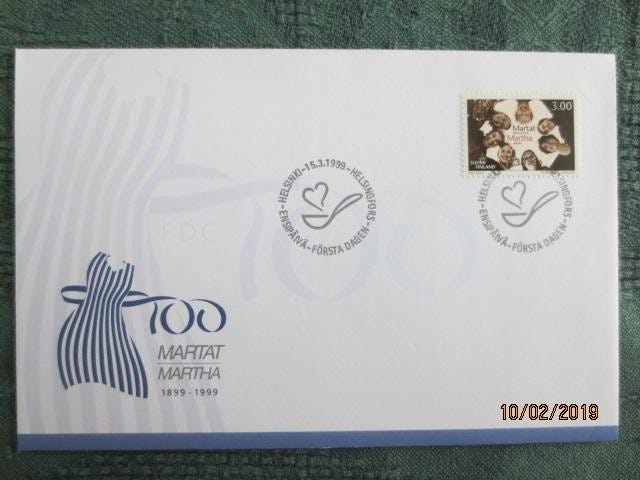 3.00
Martat
Martha
SUOMI
FINLAND
HELSINKI-15.3.1999-HELSINGFORS
ENSIPÄIVÄ-FÖRSTA DAGEN
HELSINKI-
HELSINGFORS
ENSIPÄIVÄ-FÖRSTA DAGEN
FDC
100
100
MARTAT
MARTHA
1899-1999
10/02/2019